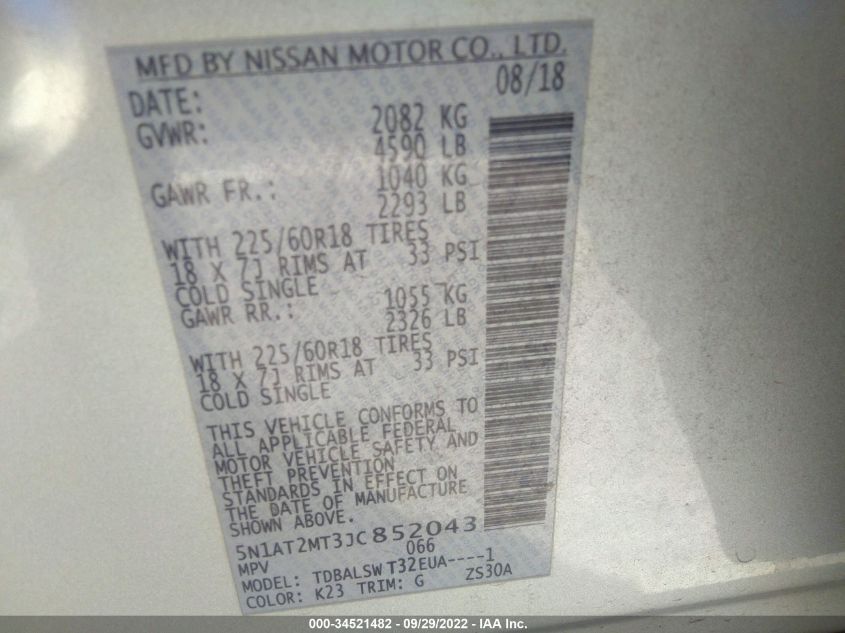 MFD BY NISSAN MOTOR CO., LTD.
DATE: 08/18
GVWR: 2082 KG
4590 LB
GAWR FR.: 1040 KG
2293 LB
WITH 225/60R18 TIRES
18 X 7J RIMS AT 33 PSI
COLD SINGLE
GAWR RR.: 1055 KG
2326 LB
WITH 225/60R18 TIRES
18 X 7J RIMS AT 33 PSI
COLD SINGLE
THIS VEHICLE CONFORMS TO
ALL APPLICABLE FEDERAL
MOTOR VEHICLE SAFETY AND
THEFT PREVENTION
STANDARDS IN EFFECT ON
THE DATE OF MANUFACTURE
SHOWN ABOVE.
5N1AT2MT3JC852043
MPV 066
MODEL: TDBALSWT32EUA----1
COLOR: K23 TRIM: G ZS30A
000-34521482 - 09/29/2022 - IAA Inc.